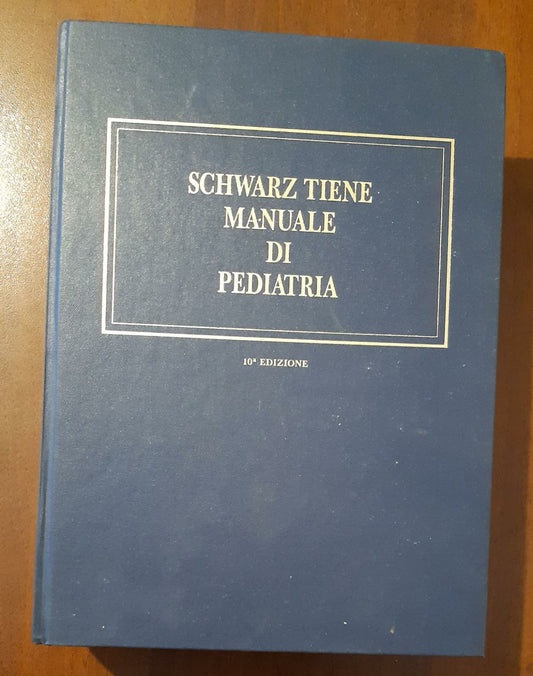 SCHWARZ TIENE
MANUALE
DI
PEDIATRIA
10ª EDIZIONE